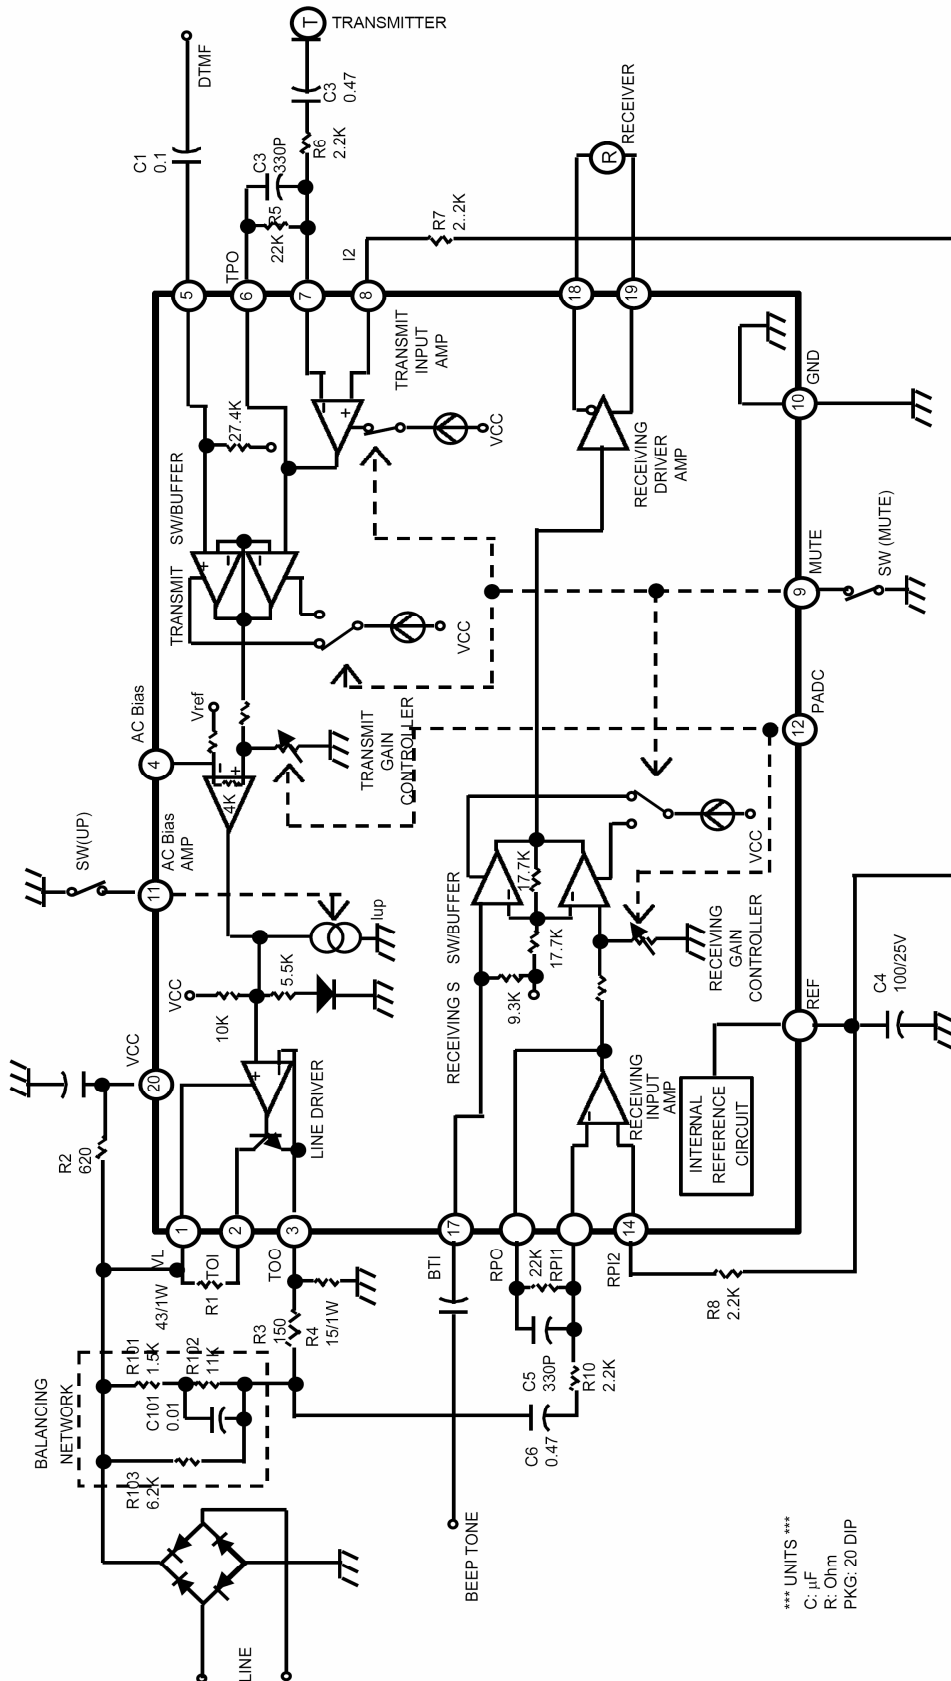 LINE
BALANCING
NETWORK
R103
6.2K
C101
0.01
R101
1.5K
R102
11K
43/1W
R1
VL
TOI
TOO
R3
150
R4
15/1W
R2
620
VCC
20
1
2
3
LINE DRIVER
VCC
10K
5.5K
Iup
SW(UP)
11
AC Bias
AMP
4
AC Bias
Vref
4K
+
−
TRANSMIT
GAIN
CONTROLLER
TRANSMIT
SW/BUFFER
27.4K
VCC
5
6
7
8
C1
0.1
DTMF
TPO
22K
R5
C3
330P
R6
2.2K
C3
0.47
T
TRANSMITTER
I2
TRANSMIT
INPUT
AMP
VCC
R7
2..2K
18
19
R
RECEIVER
RECEIVING
DRIVER
AMP
10
GND
9
MUTE
SW (MUTE)
12
PADC
RECEIVING S
SW/BUFFER
9.3K
17.7K
17.7K
VCC
RECEIVING
GAIN
CONTROLLER
RECEIVING
INPUT
AMP
INTERNAL
REFERENCE
CIRCUIT
REF
C4
100/25V
17
14
BTI
RPO
22K
RPI1
RPI2
C5
330P
R10
2.2K
C6
0.47
R8
2.2K
BEEP TONE
*** UNITS ***
C: µF
R: Ohm
PKG: 20 DIP